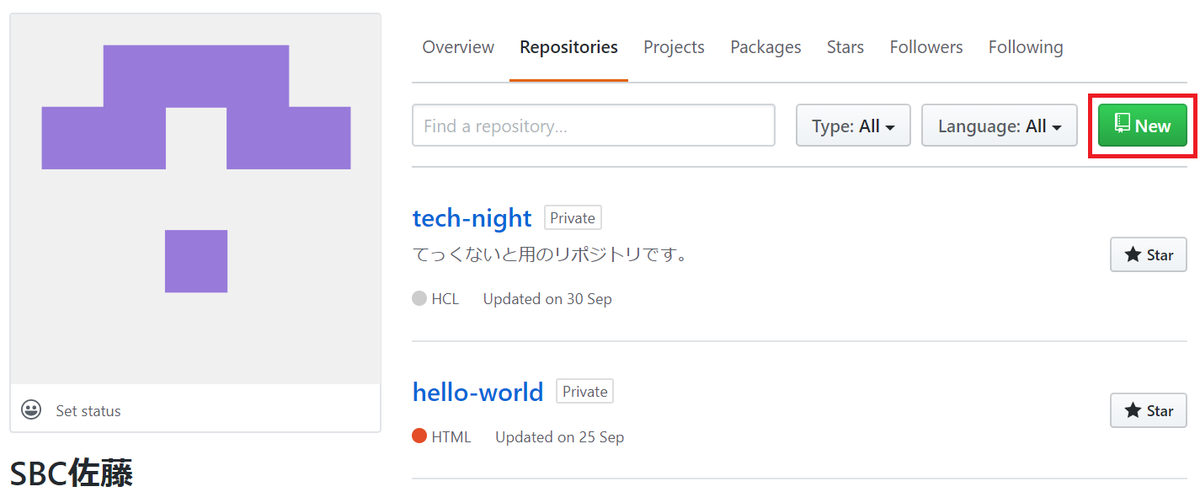 Overview Repositories Projects Packages Stars Followers Following
Find a repository... Type: All Language: All New
tech-night Private
てっくないと用のリポジトリです。
Star
HCL Updated on 30 Sep
hello-world Private
Star
HTML Updated on 25 Sep
Set status
SBC佐藤